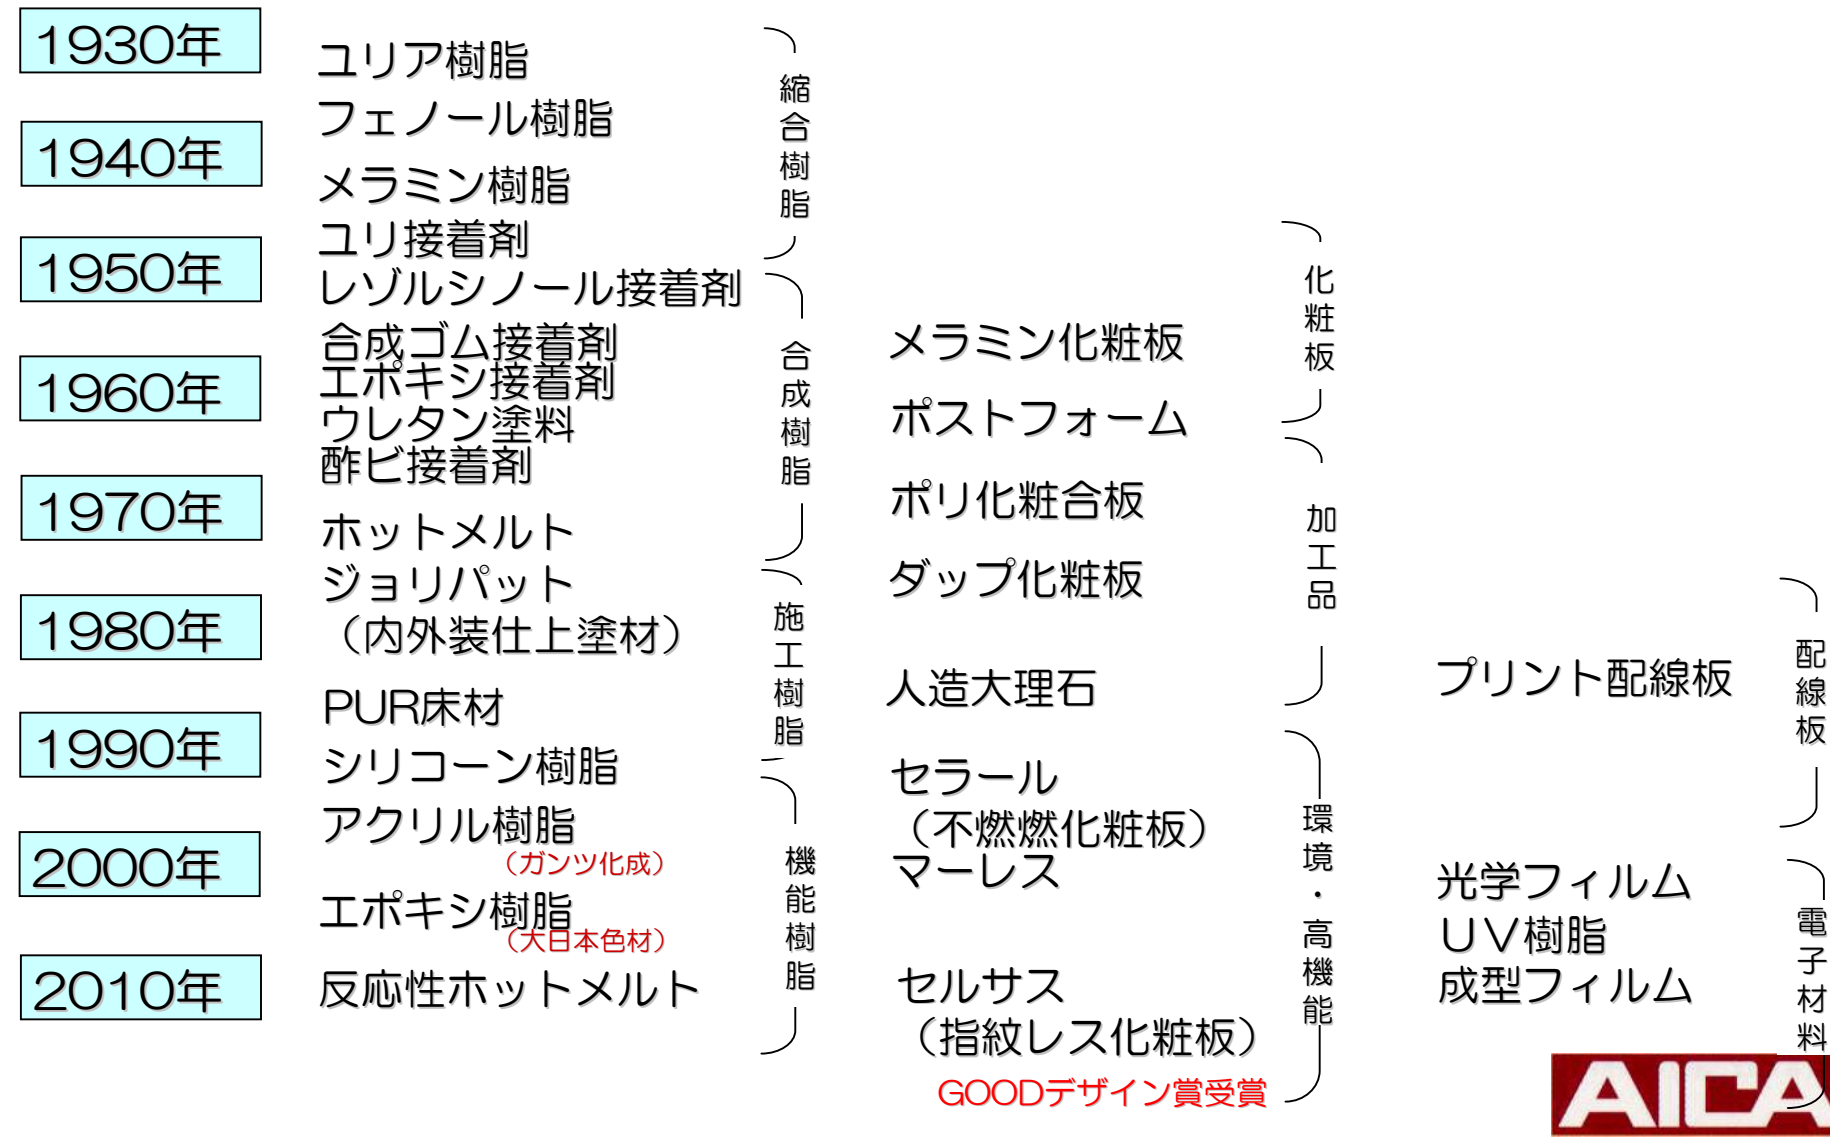 1930年
1940年
1950年
1960年
1970年
1980年
1990年
2000年
2010年
ユリア樹脂
フェノール樹脂
メラミン樹脂
ユリ接着剤
レゾルシノール接着剤
合成ゴム接着剤
エポキシ接着剤
ウレタン塗料
酢ビ接着剤
ホットメルト
ジョリパット
（内外装仕上塗材）
PUR床材
シリコーン樹脂
アクリル樹脂
（ガンツ化成）
エポキシ樹脂
（大日本色材）
反応性ホットメルト
縮合樹脂
合成樹脂
施工樹脂
機能樹脂
メラミン化粧板
ポストフォーム
ポリ化粧合板
ダップ化粧板
人造大理石
セラール
（不燃燃化粧板）
マーレス
セルサス
（指紋レス化粧板）
GOODデザイン賞受賞
化粧板
加工品
環境・高機能
プリント配線板
光学フィルム
UV樹脂
成型フィルム
配線板
電子材料
AICA